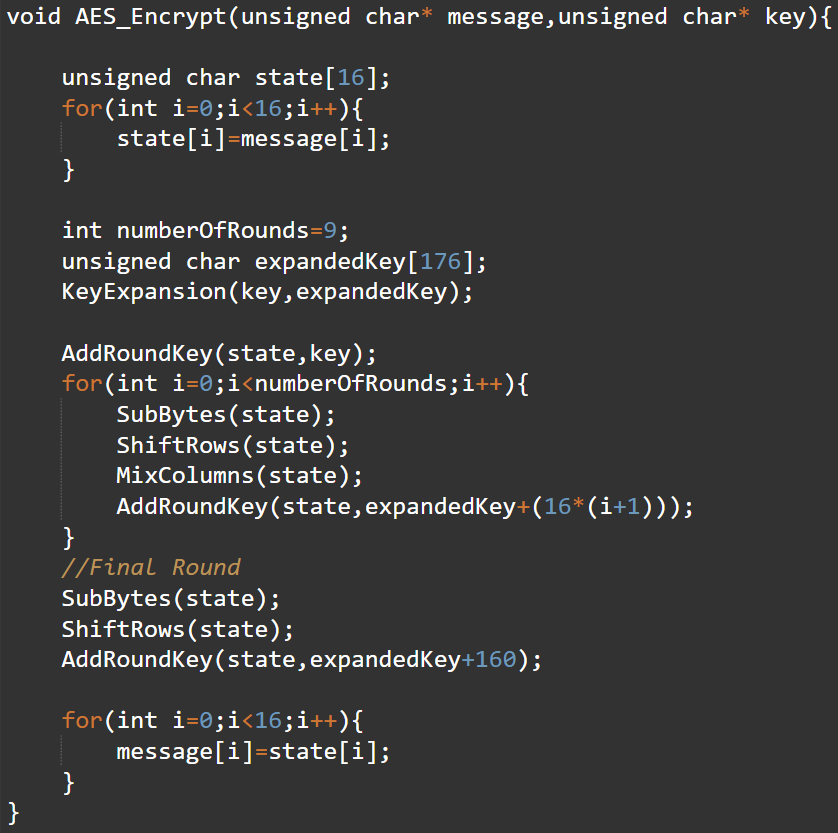 void AES_Encrypt(unsigned char* message,unsigned char* key){
unsigned char state[16];
for(int i=0;i<16;i++){
state[i]=message[i];
}
int numberOfRounds=9;
unsigned char expandedKey[176];
KeyExpansion(key,expandedKey);
AddRoundKey(state,key);
for(int i=0;i<numberOfRounds;i++){
SubBytes(state);
ShiftRows(state);
MixColumns(state);
AddRoundKey(state,expandedKey+(16*(i+1)));
}
//Final Round
SubBytes(state);
ShiftRows(state);
AddRoundKey(state,expandedKey+160);
for(int i=0;i<16;i++){
message[i]=state[i];
}
}